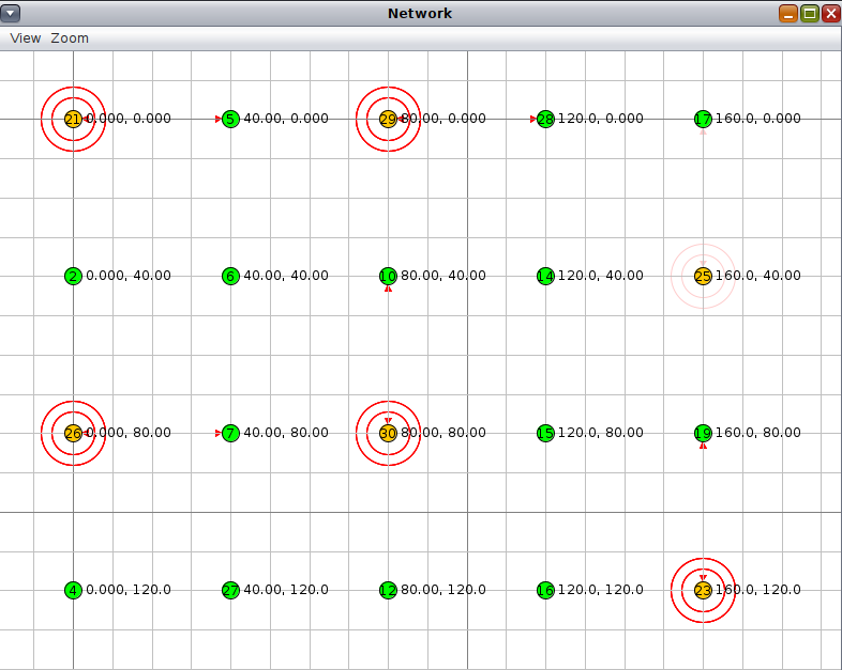 Network
View Zoom
21 0.000, 0.000 5 40.00, 0.000 29 80.00, 0.000 28 120.0, 0.000 17 160.0, 0.000
2 0.000, 40.00 6 40.00, 40.00 10 80.00, 40.00 14 120.0, 40.00 25 160.0, 40.00
26 0.000, 80.00 7 40.00, 80.00 30 80.00, 80.00 15 120.0, 80.00 19 160.0, 80.00
4 0.000, 120.0 27 40.00, 120.0 12 80.00, 120.0 16 120.0, 120.0 23 160.0, 120.0